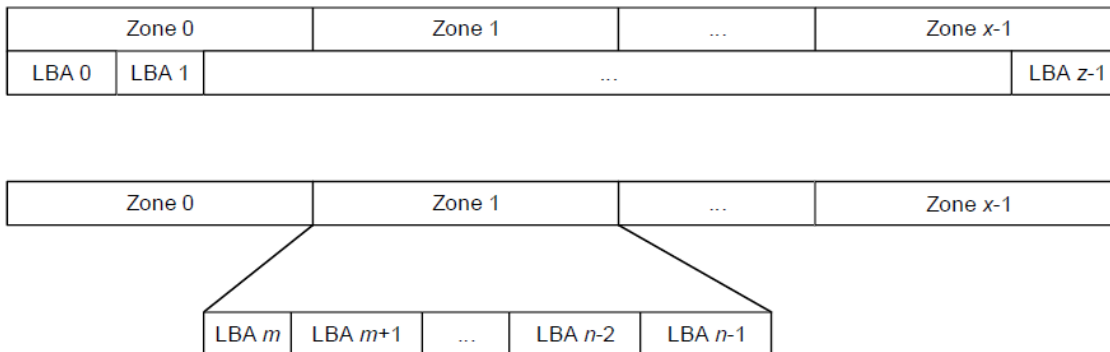 Zone 0 Zone 1 ... Zone x-1
LBA 0 LBA 1 ... LBA z-1
Zone 0 Zone 1 ... Zone x-1
LBA m LBA m+1 ... LBA n-2 LBA n-1